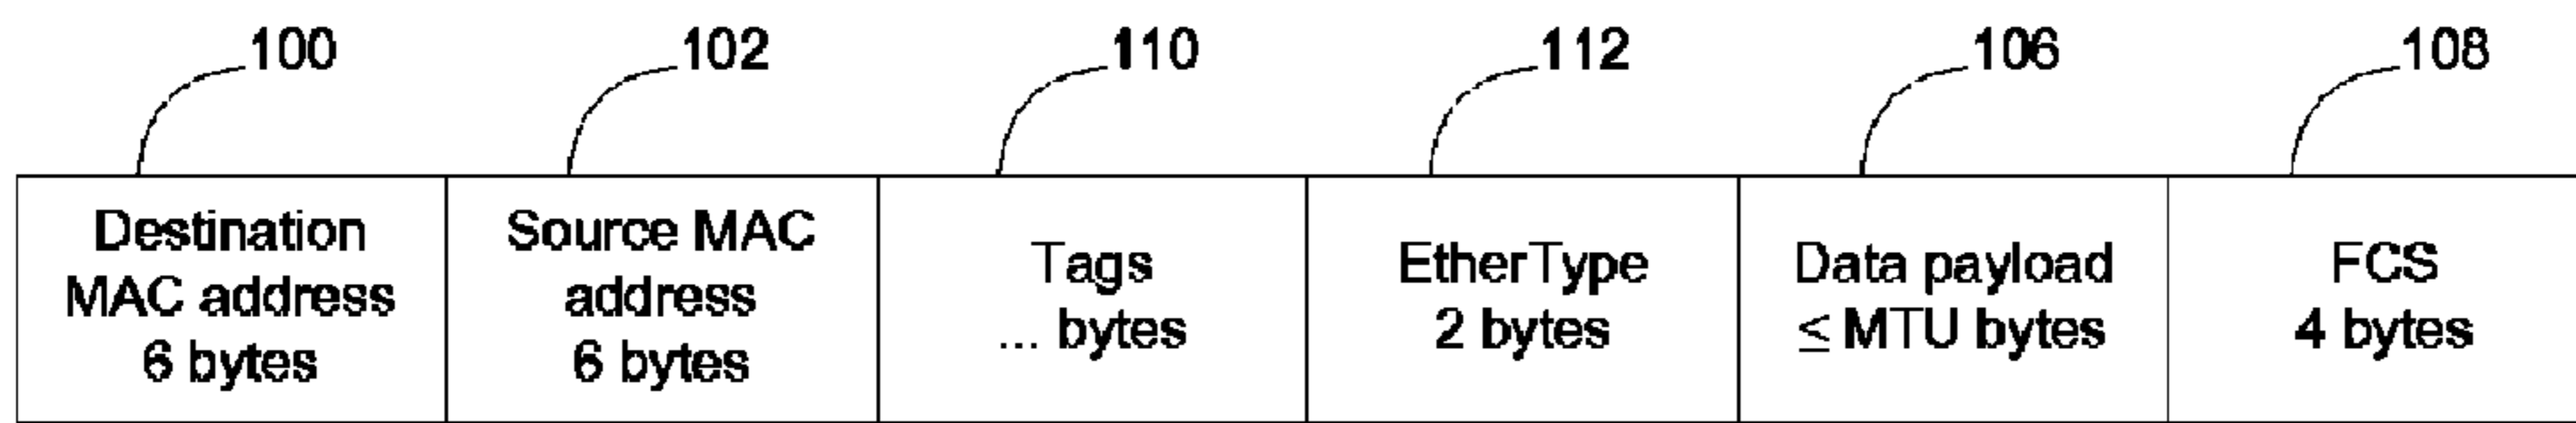 100
102
110
112
106
108
Destination
MAC address
6 bytes
Source MAC
address
6 bytes
Tags
... bytes
EtherType
2 bytes
Data payload
≤ MTU bytes
FCS
4 bytes